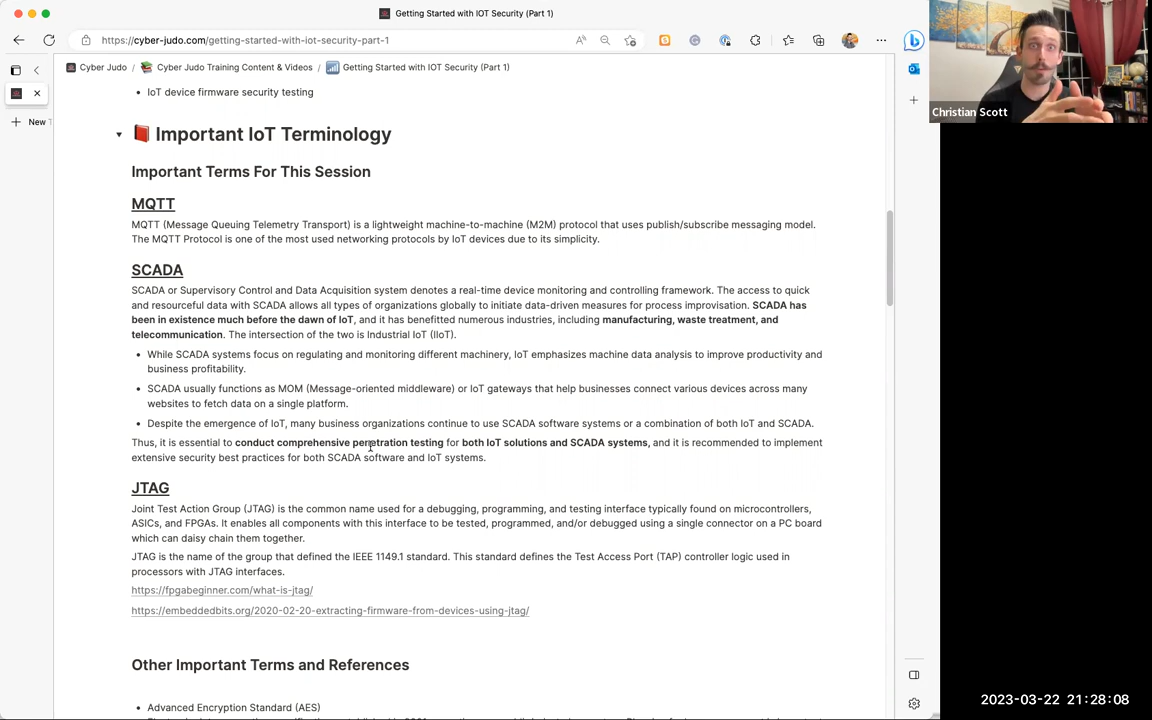 Getting Started with IOT Security (Part 1)
https://cyber-judo.com/getting-started-with-iot-security-part-1
Cyber Judo / Cyber Judo Training Content & Videos / Getting Started with IOT Security (Part 1)
New
Christian Scott
• IoT device firmware security testing
Important IoT Terminology
Important Terms For This Session
MQTT
MQTT (Message Queuing Telemetry Transport) is a lightweight machine-to-machine (M2M) protocol that uses publish/subscribe messaging model.
The MQTT Protocol is one of the most used networking protocols by IoT devices due to its simplicity.
SCADA
SCADA or Supervisory Control and Data Acquisition system denotes a real-time device monitoring and controlling framework. The access to quick
and resourceful data with SCADA allows all types of organizations globally to initiate data-driven measures for process improvisation. SCADA has
been in existence much before the dawn of IoT, and it has benefitted numerous industries, including manufacturing, waste treatment, and
telecommunication. The intersection of the two is Industrial IoT (IIoT).
• While SCADA systems focus on regulating and monitoring different machinery, IoT emphasizes machine data analysis to improve productivity and
business profitability.
• SCADA usually functions as MOM (Message-oriented middleware) or IoT gateways that help businesses connect various devices across many
websites to fetch data on a single platform.
• Despite the emergence of IoT, many business organizations continue to use SCADA software systems or a combination of both IoT and SCADA.
Thus, it is essential to conduct comprehensive penetration testing for both IoT solutions and SCADA systems, and it is recommended to implement
extensive security best practices for both SCADA software and IoT systems.
JTAG
Joint Test Action Group (JTAG) is the common name used for a debugging, programming, and testing interface typically found on microcontrollers,
ASICs, and FPGAs. It enables all components with this interface to be tested, programmed, and/or debugged using a single connector on a PC board
which can daisy chain them together.
JTAG is the name of the group that defined the IEEE 1149.1 standard. This standard defines the Test Access Port (TAP) controller logic used in
processors with JTAG interfaces.
https://fpgabeginner.com/what-is-jtag/
https://embeddedbits.org/2020-02-20-extracting-firmware-from-devices-using-jtag/
Other Important Terms and References
• Advanced Encryption Standard (AES)
2023-03-22 21:28:08